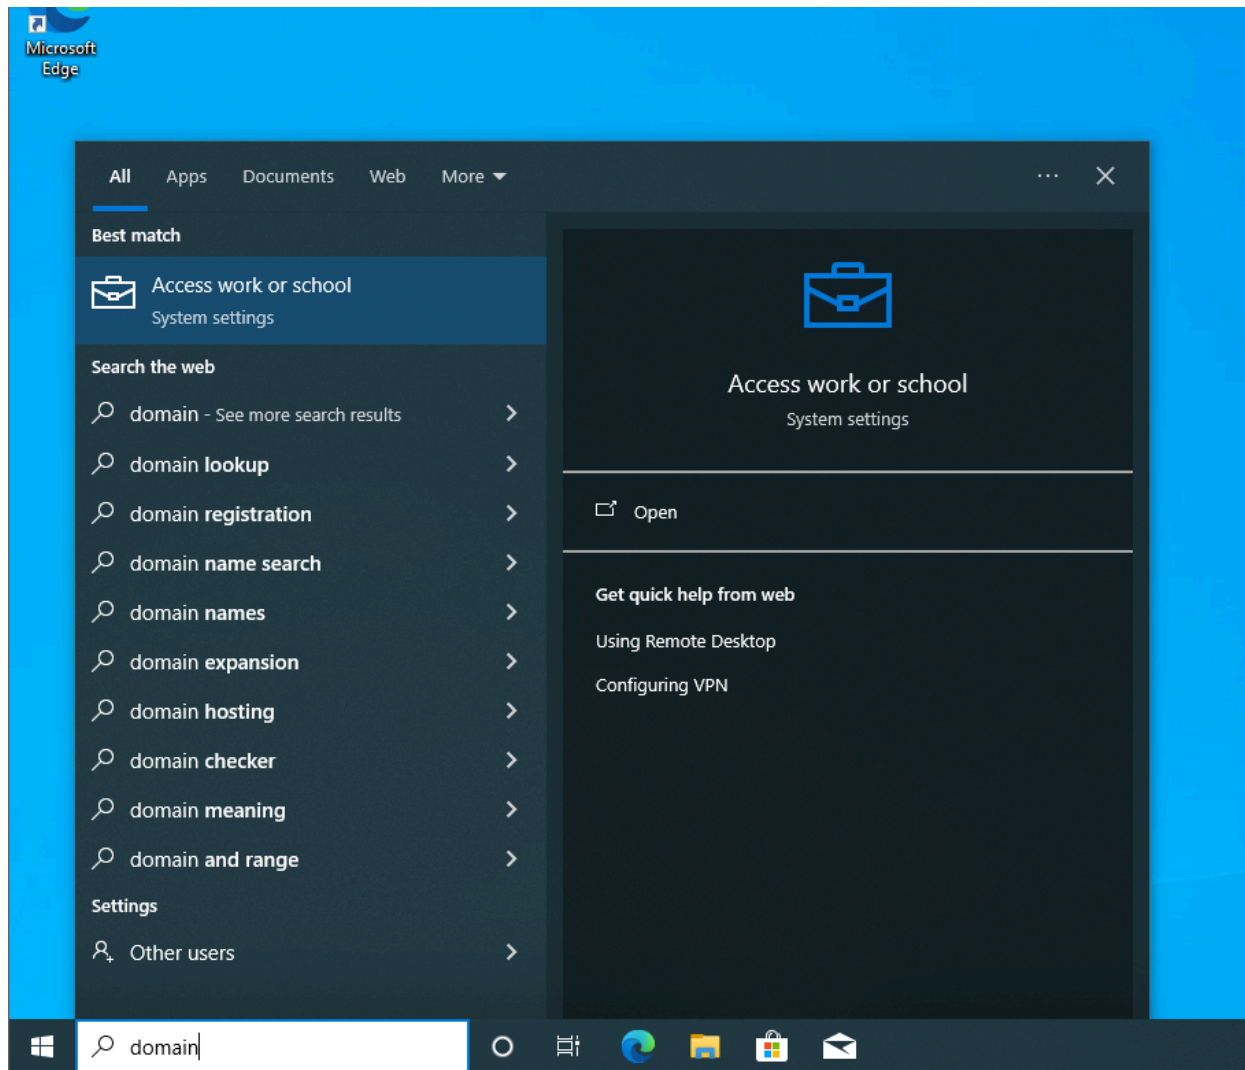 Microsoft
Edge
All Apps Documents Web More
Best match
Access work or school
System settings
Search the web
domain - See more search results
domain lookup
domain registration
domain name search
domain names
domain expansion
domain hosting
domain checker
domain meaning
domain and range
Settings
Other users
Access work or school
System settings
Open
Get quick help from web
Using Remote Desktop
Configuring VPN
domain